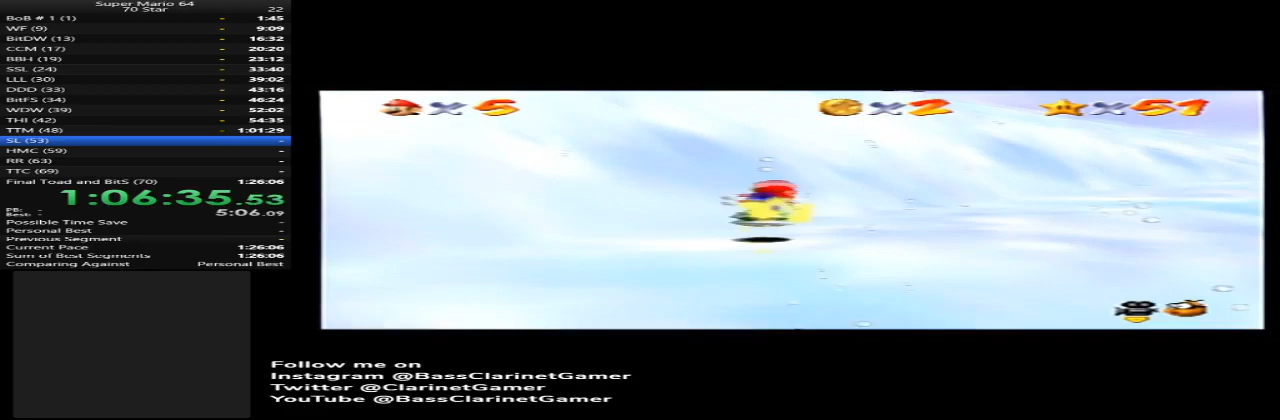 Super Mario 64
70 Star 22
BoB # 1 (1) - 1:45
WF (9) - 9:09
BitDW (13) - 16:32
CCM (17) - 20:20
BBH (19) - 23:12
SSL (24) - 33:40
LLL (30) - 39:02
DDD (33) - 43:16
BitFS (34) - 46:24
WDW (39) - 52:02
THI (42) - 54:35
TTM (48) - 1:01:29
SL (53) -
HMC (59) -
RR (63) -
TTC (69) -
Final Toad and BitS (70) 1:26:06
1:06:35.53
PB: -
Best: - 5:06.09
Possible Time Save -
Personal Best -
Previous Segment -
Current Pace 1:26:06
Sum of Best Segments 1:26:06
Comparing Against Personal Best
× 5
× 2
× 51
Follow me on
Instagram @BassClarinetGamer
Twitter @ClarinetGamer
YouTube @BassClarinetGamer